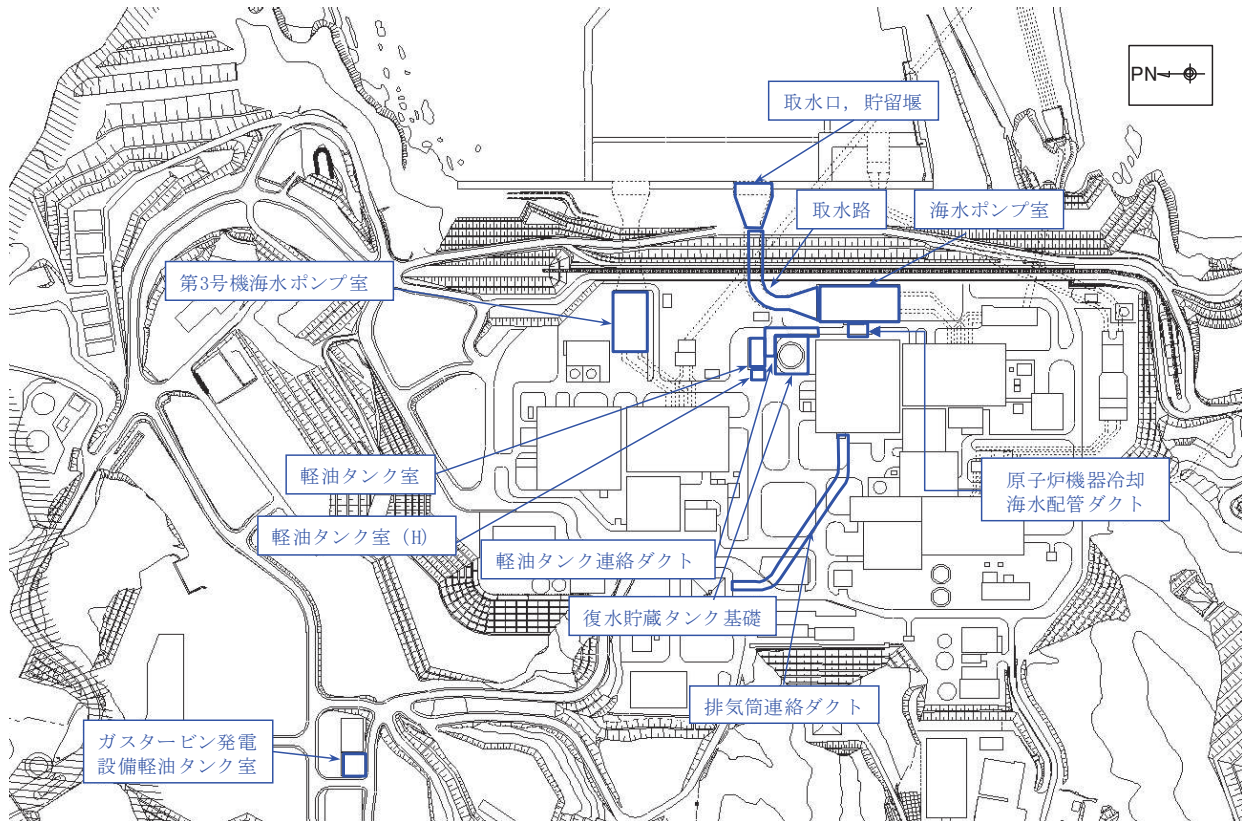 PN
取水口，貯留堰
取水路
海水ポンプ室
第3号機海水ポンプ室
軽油タンク室
原子炉機器冷却
海水配管ダクト
軽油タンク室（H）
軽油タンク連絡ダクト
復水貯蔵タンク基礎
排気筒連絡ダクト
ガスタービン発電
設備軽油タンク室